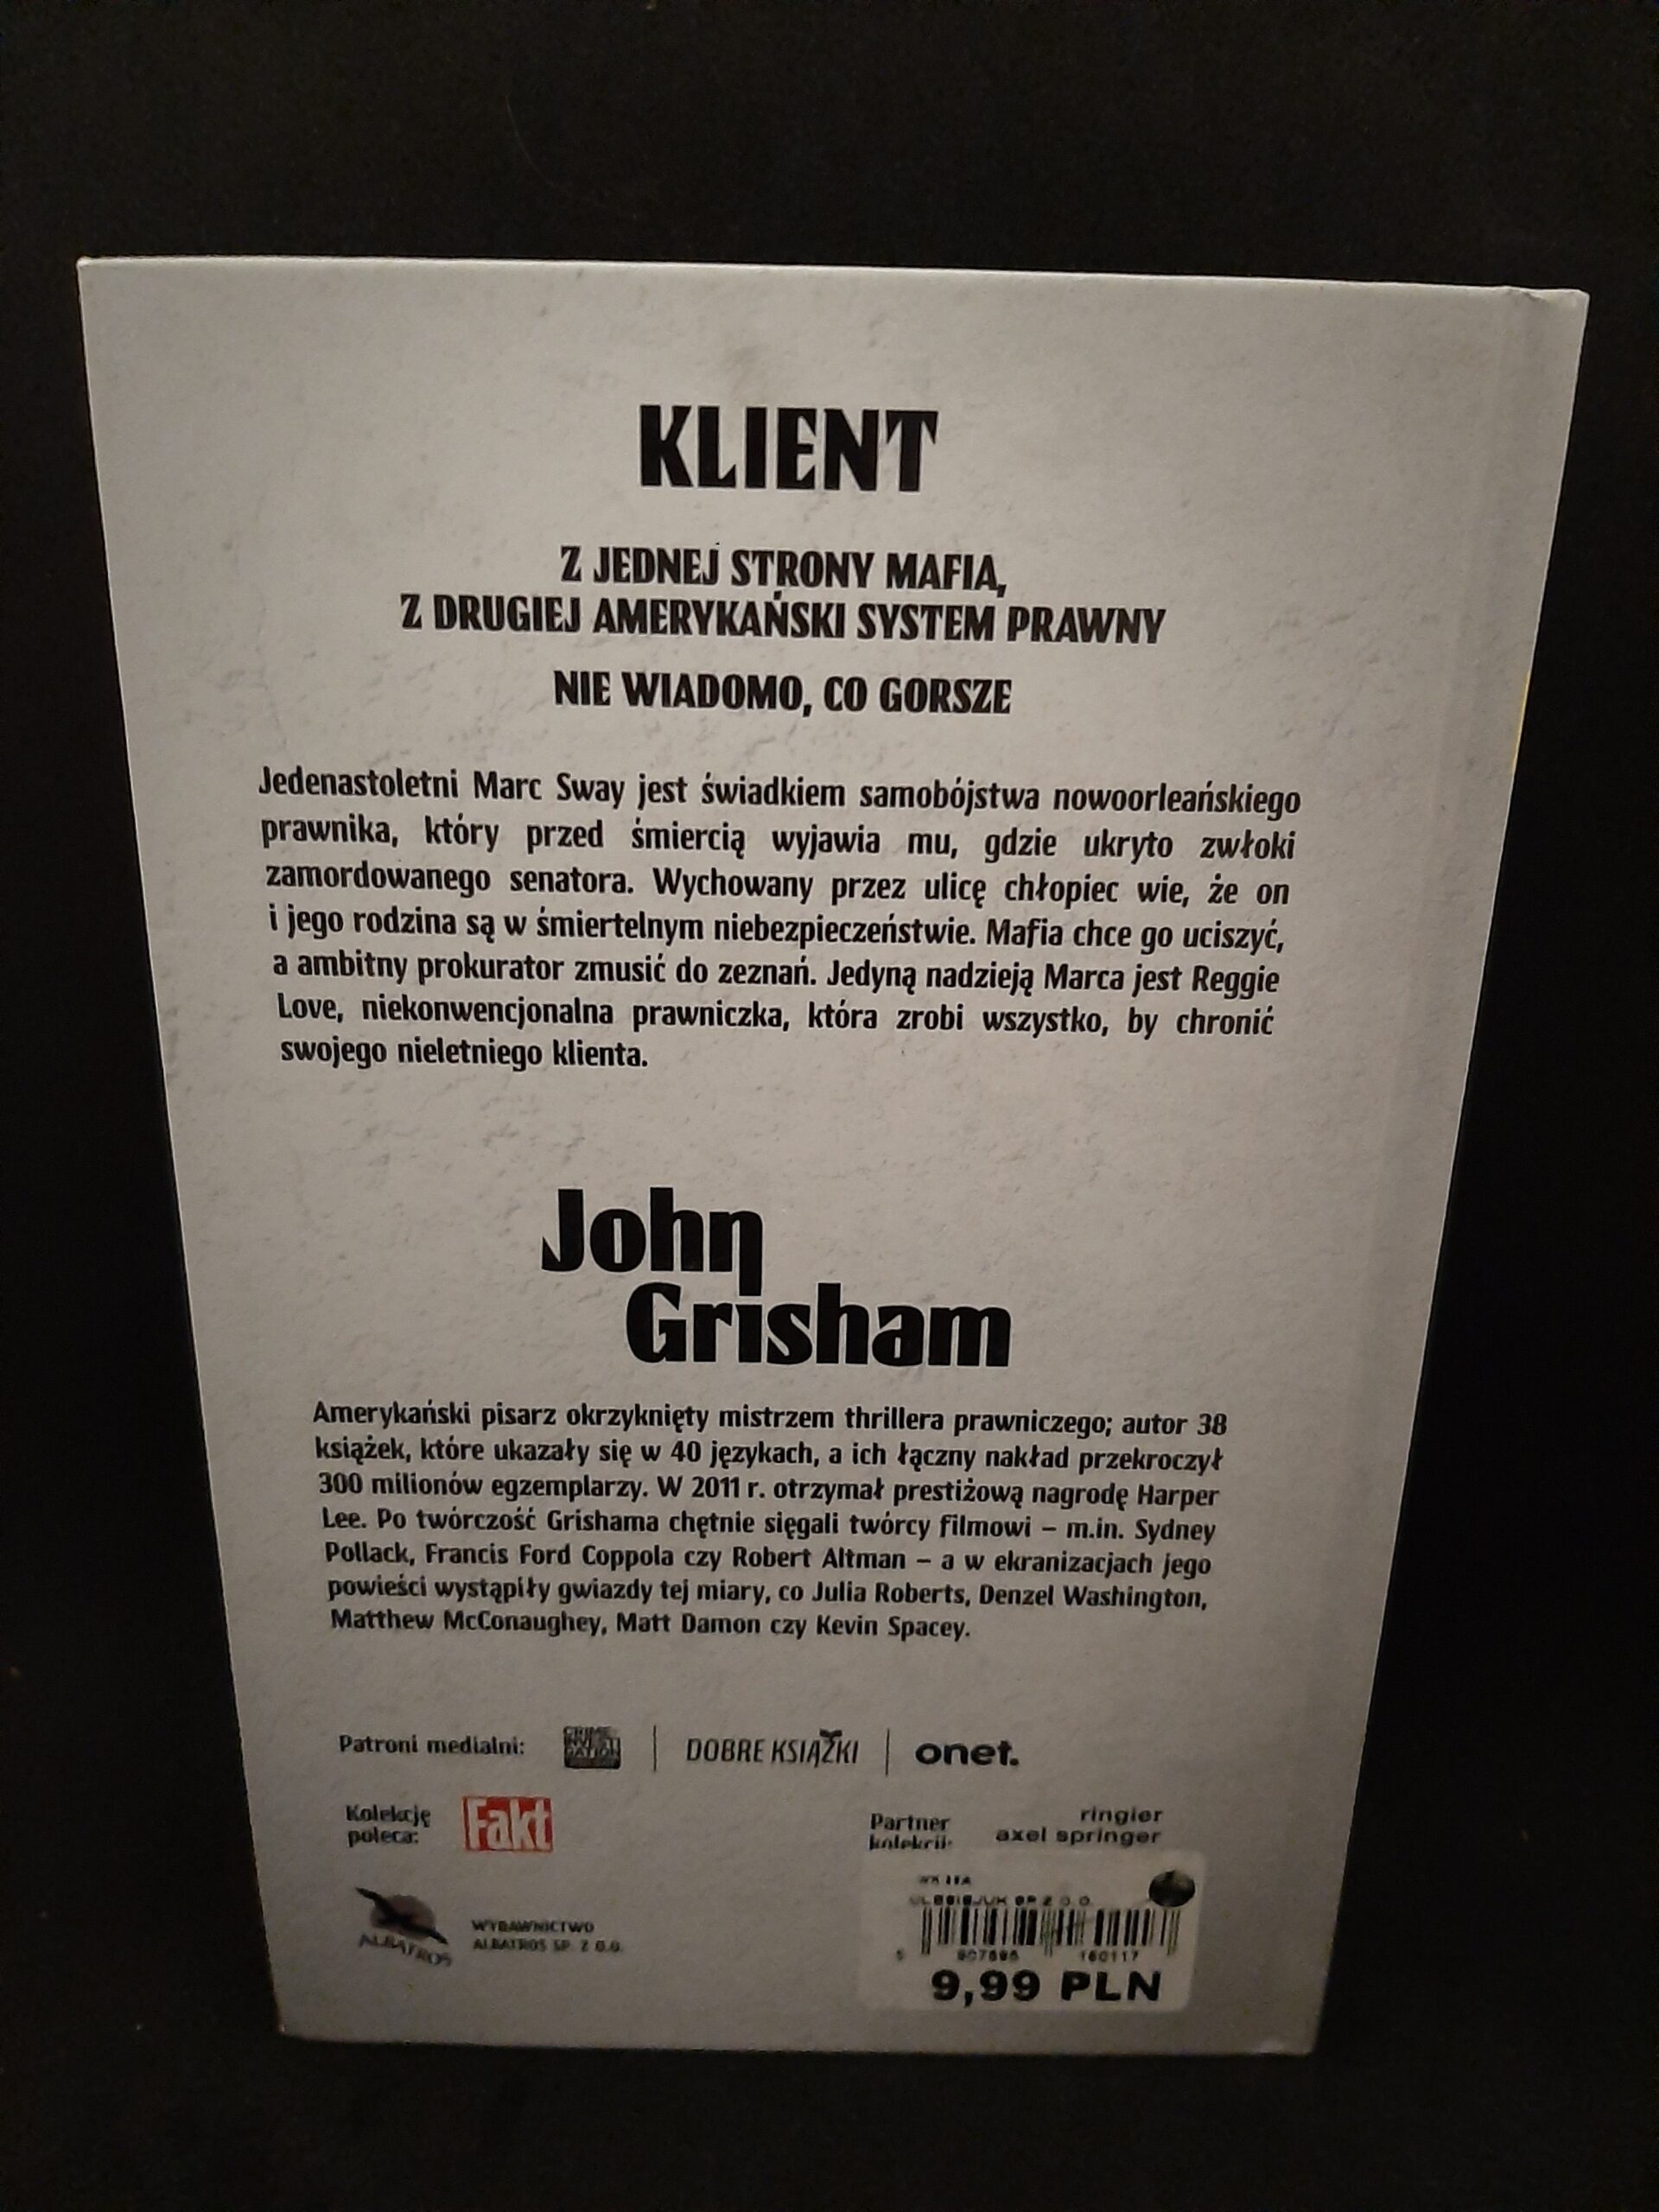 KLIENT
Z JEDNEJ STRONY MAFIA,
Z DRUGIEJ AMERYKAŃSKI SYSTEM PRAWNY
NIE WIADOMO, CO GORSZE
Jedenastoletni Marc Sway jest świadkiem samobójstwa nowoorleańskiego
prawnika, który przed śmiercią wyjawia mu, gdzie ukryto zwłoki
zamordowanego senatora. Wychowany przez ulicę chłopiec wie, że on
i jego rodzina są w śmiertelnym niebezpieczeństwie. Mafia chce go uciszyć,
a ambitny prokurator zmusić do zeznań. Jedyną nadzieją Marca jest Reggie
Love, niekonwencjonalna prawniczka, która zrobi wszystko, by chronić
swojego nieletniego klienta.
John
Grisham
Amerykański pisarz okrzyknięty mistrzem thrillera prawniczego; autor 38
książek, które ukazały się w 40 językach, a ich łączny nakład przekroczył
300 milionów egzemplarzy. W 2011 r. otrzymał prestiżową nagrodę Harper
Lee. Po twórczość Grishama chętnie sięgali twórcy filmowi – m.in. Sydney
Pollack, Francis Ford Coppola czy Robert Altman – a w ekranizacjach jego
powieści wystąpiły gwiazdy tej miary, co Julia Roberts, Denzel Washington,
Matthew McConaughey, Matt Damon czy Kevin Spacey.
Patroni medialni: CRIME INVESTIGATION DOBRE KSIĄŻKI onet.
Kolekcję
poleca: Fakt
Partner
kolekcji: ringier
axel springer
ALBATROS
WYDAWNICTWO
ALBATROS SP. Z O.O.
9,99 PLN